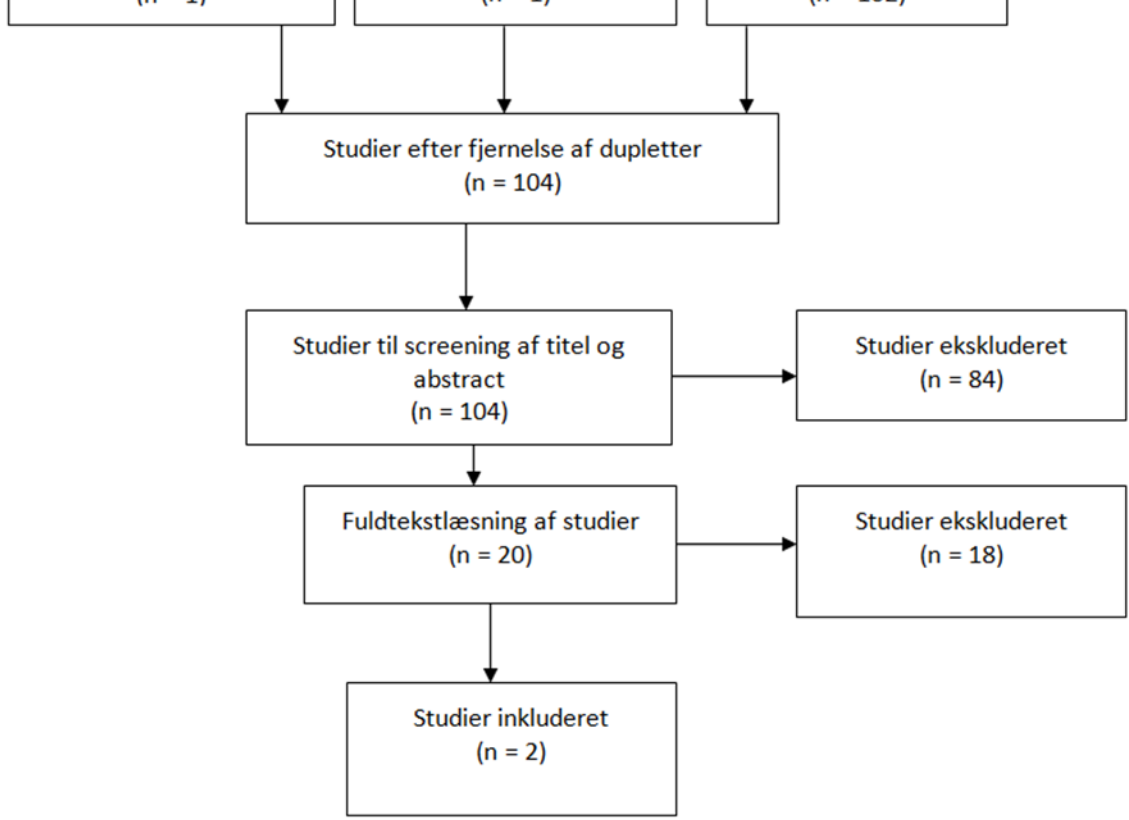 Studier efter fjernelse af dupletter
(n = 104)
Studier til screening af titel og
abstract
(n = 104)
Studier ekskluderet
(n = 84)
Fuldtekstlæsning af studier
(n = 20)
Studier ekskluderet
(n = 18)
Studier inkluderet
(n = 2)